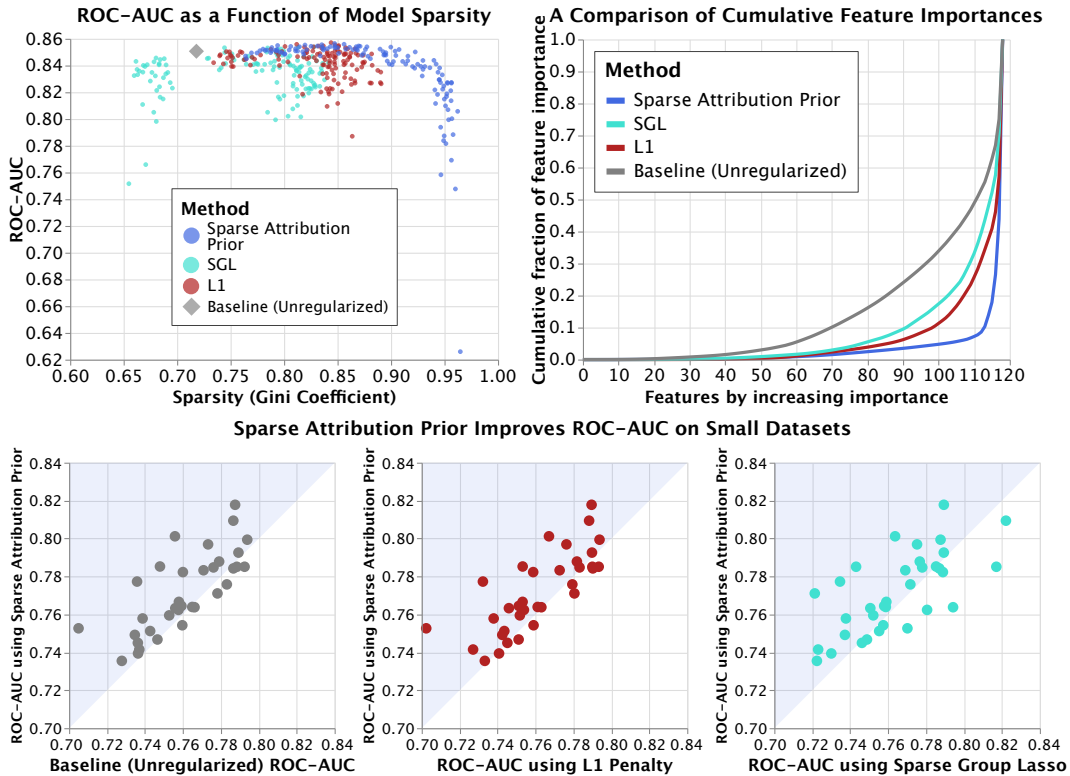 ROC-AUC as a Function of Model Sparsity
ROC-AUC
0.86
0.84
0.82
0.80
0.78
0.76
0.74
0.72
0.70
0.68
0.66
0.64
0.62
Method
Sparse Attribution
Prior
SGL
L1
Baseline (Unregularized)
0.60 0.65 0.70 0.75 0.80 0.85 0.90 0.95 1.00
Sparsity (Gini Coefficient)
A Comparison of Cumulative Feature Importances
Cumulative fraction of feature importance
1.0
0.9
0.8
0.7
0.6
0.5
0.4
0.3
0.2
0.1
0.0
Method
Sparse Attribution Prior
SGL
L1
Baseline (Unregularized)
0 10 20 30 40 50 60 70 80 90 100 110 120
Features by increasing importance
Sparse Attribution Prior Improves ROC-AUC on Small Datasets
ROC-AUC using Sparse Attribution Prior
0.84
0.82
0.80
0.78
0.76
0.74
0.72
0.70
0.70 0.72 0.74 0.76 0.78 0.80 0.82 0.84
Baseline (Unregularized) ROC-AUC
ROC-AUC using Sparse Attribution Prior
0.84
0.82
0.80
0.78
0.76
0.74
0.72
0.70
0.70 0.72 0.74 0.76 0.78 0.80 0.82 0.84
ROC-AUC using L1 Penalty
ROC-AUC using Sparse Attribution Prior
0.84
0.82
0.80
0.78
0.76
0.74
0.72
0.70
0.70 0.72 0.74 0.76 0.78 0.80 0.82 0.84
ROC-AUC using Sparse Group Lasso